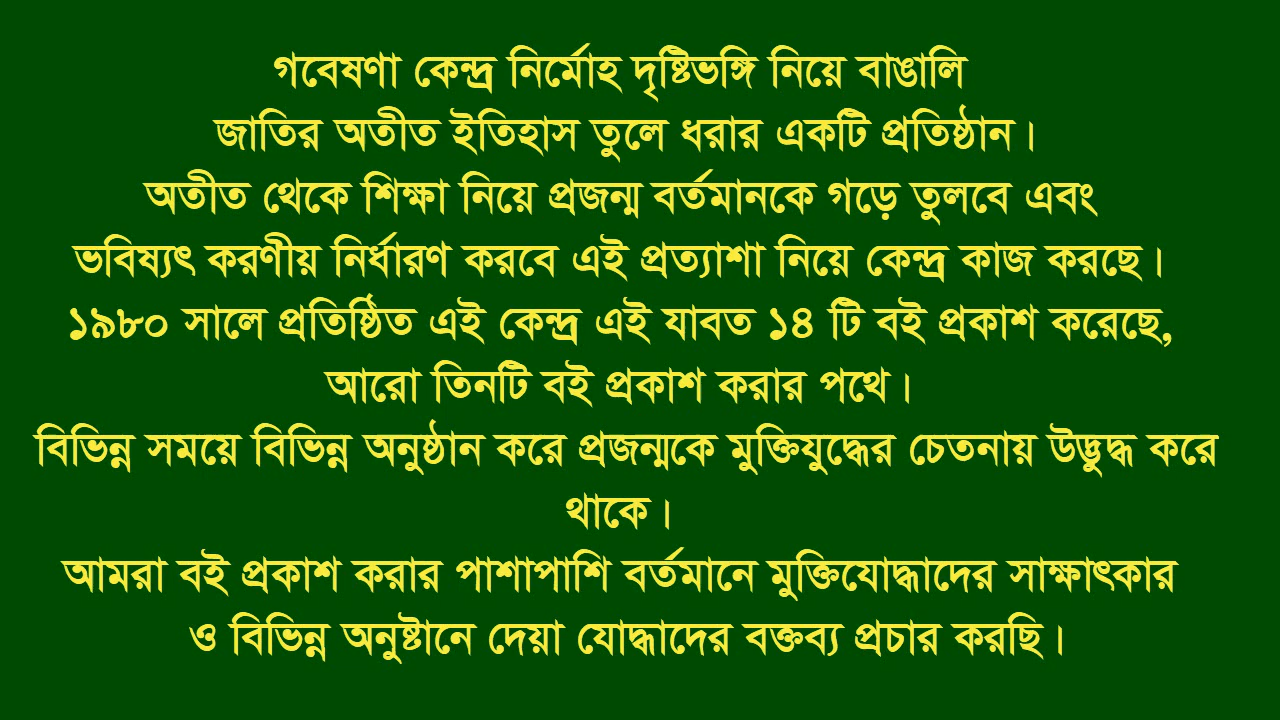 গবেষণা কেন্দ্র নির্মোহ দৃষ্টিভঙ্গি নিয়ে বাঙালি
জাতির অতীত ইতিহাস তুলে ধরার একটি প্রতিষ্ঠান।
অতীত থেকে শিক্ষা নিয়ে প্রজন্ম বর্তমানকে গড়ে তুলবে এবং
ভবিষ্যৎ করণীয় নির্ধারণ করবে এই প্রত্যাশা নিয়ে কেন্দ্র কাজ করছে।
১৯৮০ সালে প্রতিষ্ঠিত এই কেন্দ্র এই যাবত ১৪ টি বই প্রকাশ করেছে,
আরো তিনটি বই প্রকাশ করার পথে।
বিভিন্ন সময়ে বিভিন্ন অনুষ্ঠান করে প্রজন্মকে মুক্তিযুদ্ধের চেতনায় উদ্ভুদ্ধ করে
থাকে।
আমরা বই প্রকাশ করার পাশাপাশি বর্তমানে মুক্তিযোদ্ধাদের সাক্ষাৎকার
ও বিভিন্ন অনুষ্টানে দেয়া যোদ্ধাদের বক্তব্য প্রচার করছি।